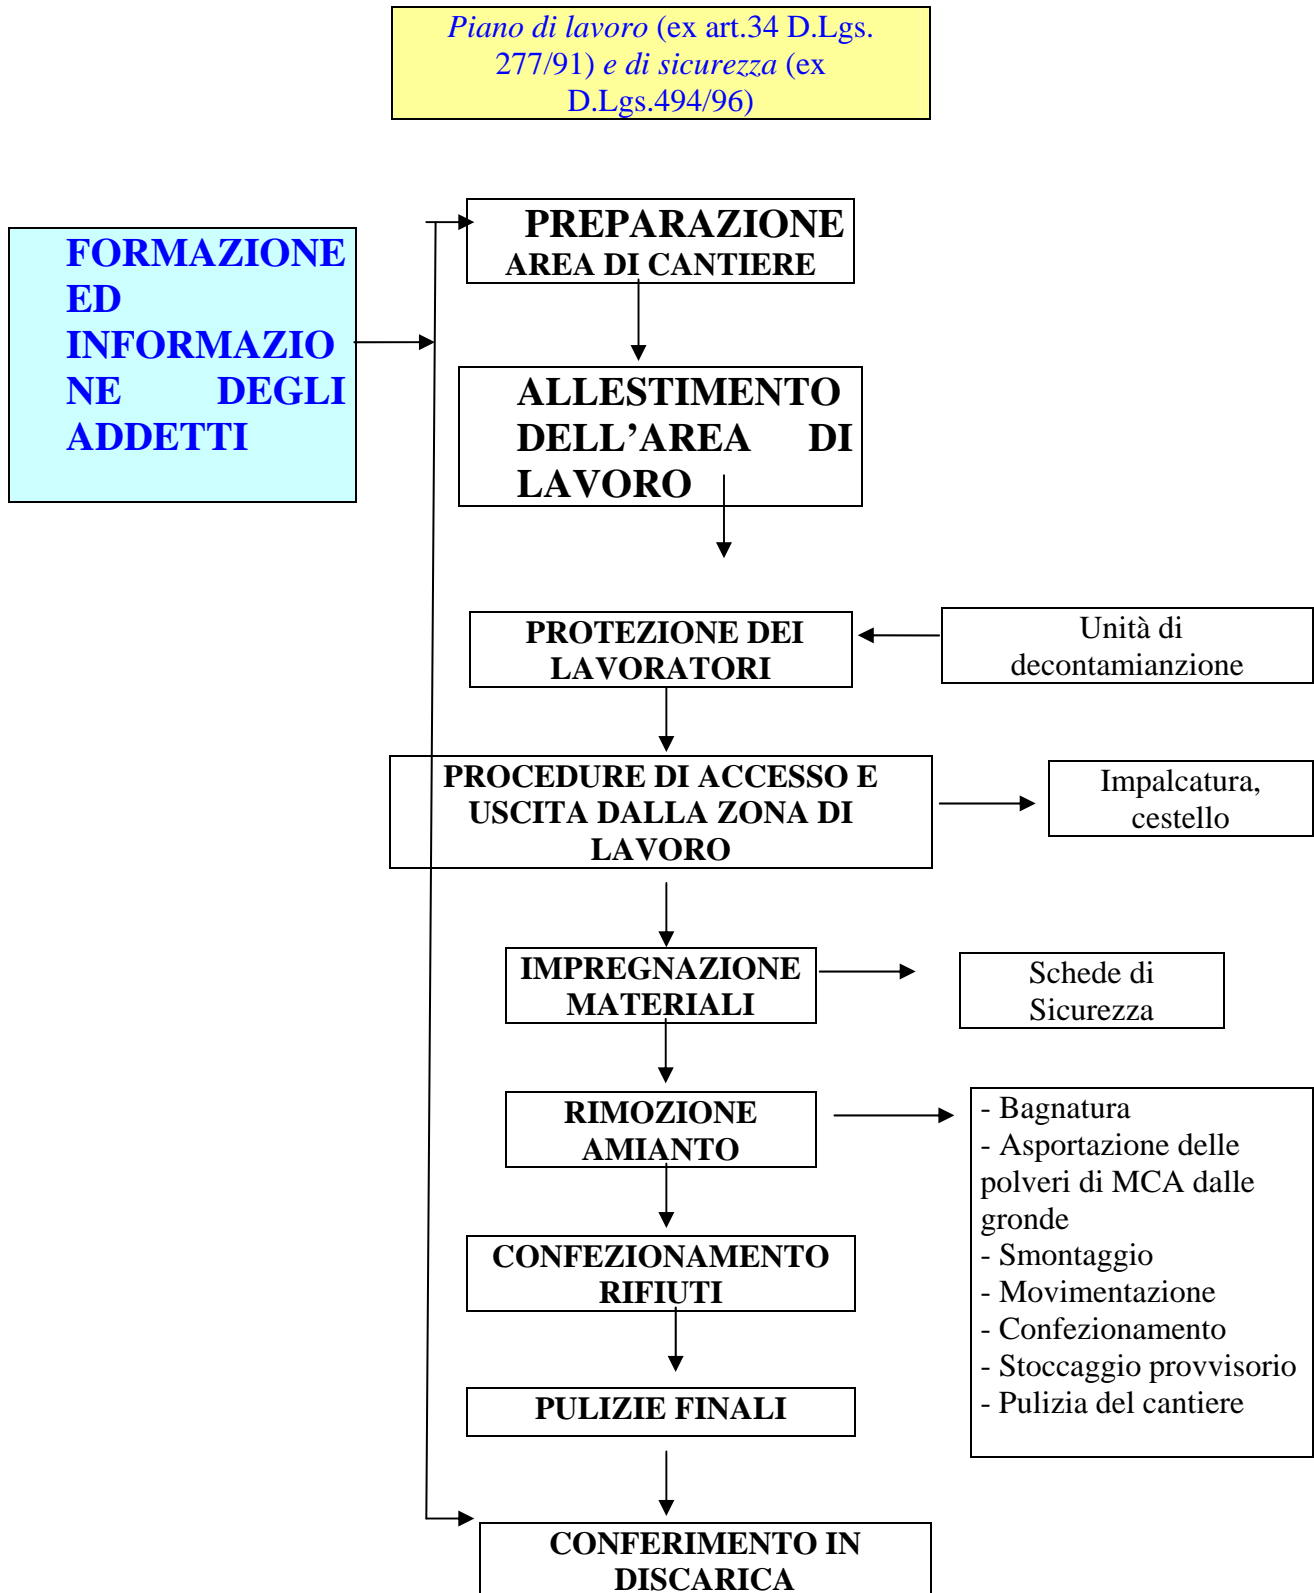 Piano di lavoro (ex art.34 D.Lgs.
277/91) e di sicurezza (ex
D.Lgs.494/96)
FORMAZIONE
ED
INFORMAZIO
NE DEGLI
ADDETTI
PREPARAZIONE
AREA DI CANTIERE
ALLESTIMENTO
DELL’AREA DI
LAVORO
PROTEZIONE DEI
LAVORATORI
Unità di
decontamianzione
PROCEDURE DI ACCESSO E
USCITA DALLA ZONA DI
LAVORO
Impalcatura,
cestello
IMPREGNAZIONE
MATERIALI
Schede di
Sicurezza
RIMOZIONE
AMIANTO
- Bagnatura
- Asportazione delle
polveri di MCA dalle
gronde
- Smontaggio
- Movimentazione
- Confezionamento
- Stoccaggio provvisorio
- Pulizia del cantiere
CONFEZIONAMENTO
RIFIUTI
PULIZIE FINALI
CONFERIMENTO IN
DISCARICA